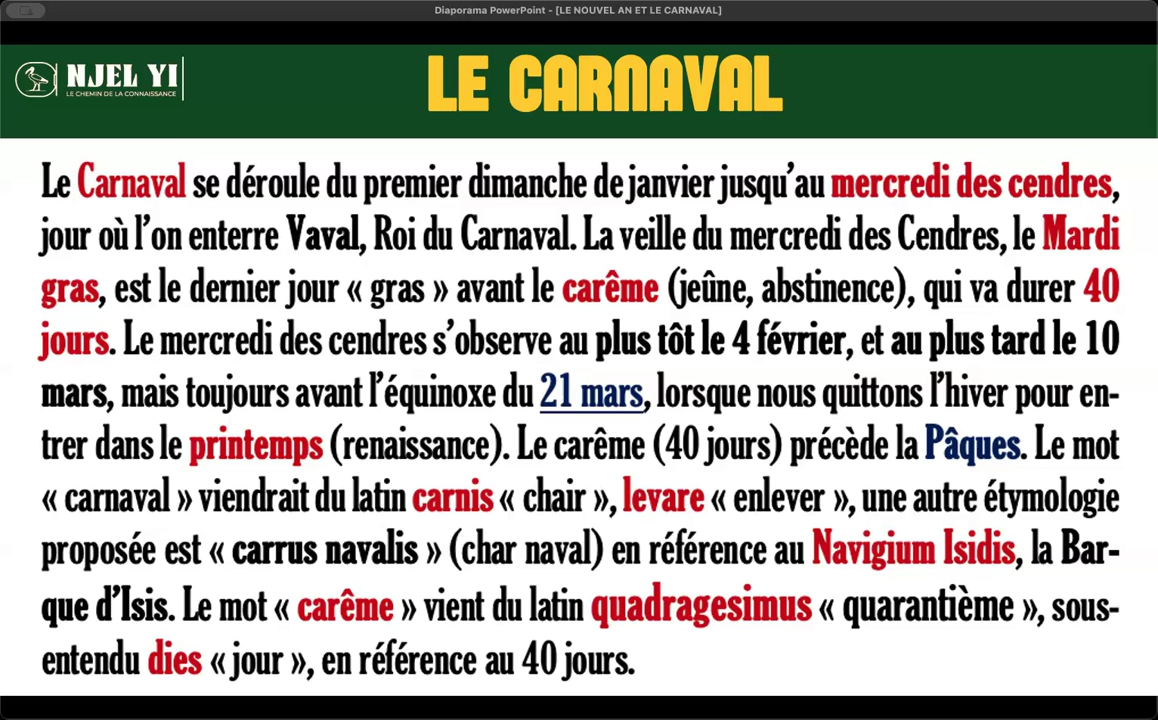 Diaporama PowerPoint - [LE NOUVEL AN ET LE CARNAVAL]
NJEL YI
LE CHEMIN DE LA CONNAISSANCE
LE CARNAVAL
Le Carnaval se déroule du premier dimanche de janvier jusqu’au mercredi des cendres,
jour où l’on enterre Vaval, Roi du Carnaval. La veille du mercredi des Cendres, le Mardi
gras, est le dernier jour « gras » avant le carême (jeûne, abstinence), qui va durer 40
jours. Le mercredi des cendres s’observe au plus tôt le 4 février, et au plus tard le 10
mars, mais toujours avant l’équinoxe du 21 mars, lorsque nous quittons l’hiver pour en-
trer dans le printemps (renaissance). Le carême (40 jours) précède la Pâques. Le mot
« carnaval » viendrait du latin carnis « chair », levare « enlever », une autre étymologie
proposée est « carrus navalis » (char naval) en référence au Navigium Isidis, la Bar-
que d’Isis. Le mot « carême » vient du latin quadragesimus « quarantième », sous-
entendu dies « jour », en référence au 40 jours.